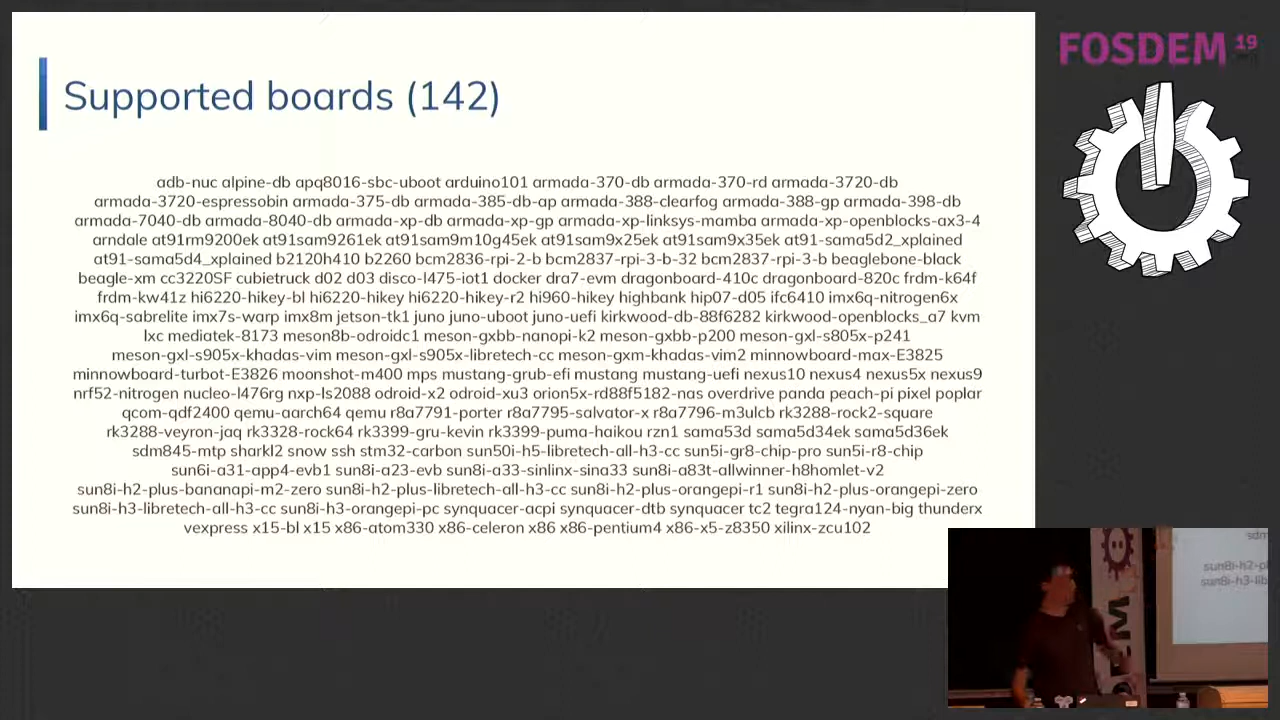 FOSDEM 19
Supported boards (142)
adb-nuc alpine-db apq8016-sbc-uboot arduino101 armada-370-db armada-370-rd armada-3720-db
armada-3720-espressobin armada-375-db armada-385-db-ap armada-388-clearfog armada-388-gp armada-398-db
armada-7040-db armada-8040-db armada-xp-db armada-xp-gp armada-xp-linksys-mamba armada-xp-openblocks-ax3-4
arndale at91rm9200ek at91sam9261ek at91sam9m10g45ek at91sam9x25ek at91sam9x35ek at91-sama5d2_xplained
at91-sama5d4_xplained b2120h410 b2260 bcm2836-rpi-2-b bcm2837-rpi-3-b-32 bcm2837-rpi-3-b beaglebone-black
beagle-xm cc3220SF cubietruck d02 d03 disco-l475-iot1 docker dra7-evm dragonboard-410c dragonboard-820c frdm-k64f
frdm-kw41z hi6220-hikey-bl hi6220-hikey hi6220-hikey-r2 hi960-hikey highbank hip07-d05 ifc6410 imx6q-nitrogen6x
imx6q-sabrelite imx7s-warp imx8m jetson-tk1 juno juno-uboot juno-uefi kirkwood-db-88f6282 kirkwood-openblocks_a7 kvm
lxc mediatek-8173 meson8b-odroidc1 meson-gxbb-nanopi-k2 meson-gxbb-p200 meson-gxl-s805x-p241
meson-gxl-s905x-khadas-vim meson-gxl-s905x-libretech-cc meson-gxm-khadas-vim2 minnowboard-max-E3825
minnowboard-turbot-E3826 moonshot-m400 mps mustang-grub-efi mustang mustang-uefi nexus10 nexus4 nexus5x nexus9
nrf52-nitrogen nucleo-l476rg nxp-ls2088 odroid-x2 odroid-xu3 orion5x-rd88f5182-nas overdrive panda peach-pi pixel poplar
qcom-qdf2400 qemu-aarch64 qemu r8a7791-porter r8a7795-salvator-x r8a7796-m3ulcb rk3288-rock2-square
rk3288-veyron-jaq rk3328-rock64 rk3399-gru-kevin rk3399-puma-haikou rzn1 sama53d sama5d34ek sama5d36ek
sdm845-mtp sharkl2 snow ssh stm32-carbon sun50i-h5-libretech-all-h3-cc sun5i-gr8-chip-pro sun5i-r8-chip
sun6i-a31-app4-evb1 sun8i-a23-evb sun8i-a33-sinlinx-sina33 sun8i-a83t-allwinner-h8homlet-v2
sun8i-h2-plus-bananapi-m2-zero sun8i-h2-plus-libretech-all-h3-cc sun8i-h2-plus-orangepi-r1 sun8i-h2-plus-orangepi-zero
sun8i-h3-libretech-all-h3-cc sun8i-h3-orangepi-pc synquacer-acpi synquacer-dtb synquacer tc2 tegra124-nyan-big thunderx
vexpress x15-bl x15 x86-atom330 x86-celeron x86 x86-pentium4 x86-x5-z8350 xilinx-zcu102
sdm
sun8i-h2-pl
sun8i-h3-lib